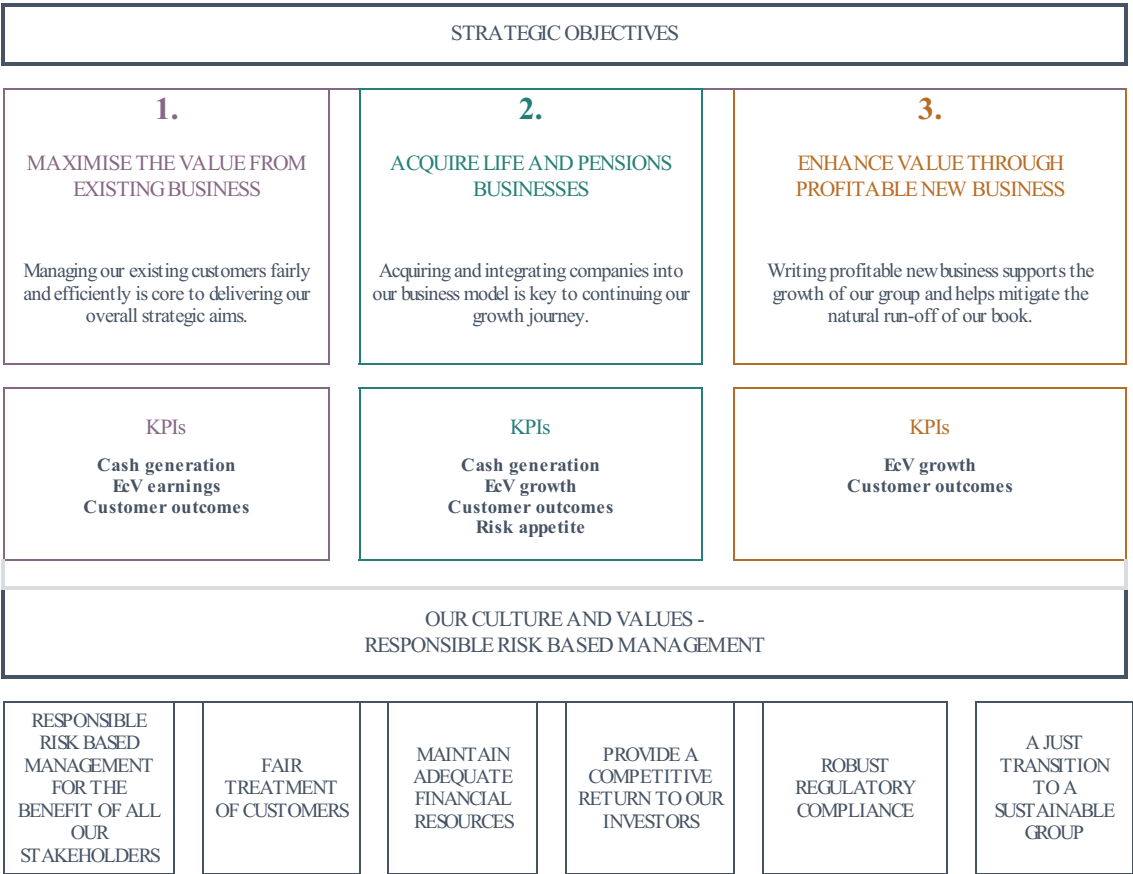 STRATEGIC OBJECTIVES
1.
MAXIMISE THE VALUE FROM
EXISTING BUSINESS
Managing our existing customers fairly
and efficiently is core to delivering our
overall strategic aims.
2.
ACQUIRE LIFE AND PENSIONS
BUSINESSES
Acquiring and integrating companies into
our business model is key to continuing our
growth journey.
3.
ENHANCE VALUE THROUGH
PROFITABLE NEW BUSINESS
Writing profitable new business supports the
growth of our group and helps mitigate the
natural run-off of our book.
KPIs
Cash generation
EcV earnings
Customer outcomes
KPIs
Cash generation
EcV growth
Customer outcomes
Risk appetite
KPIs
EcV growth
Customer outcomes
OUR CULTURE AND VALUES -
RESPONSIBLE RISK BASED MANAGEMENT
RESPONSIBLE
RISK BASED
MANAGEMENT
FOR THE
BENEFIT OF ALL
OUR
STAKEHOLDERS
FAIR
TREATMENT
OF CUSTOMERS
MAINTAIN
ADEQUATE
FINANCIAL
RESOURCES
PROVIDE A
COMPETITIVE
RETURN TO OUR
INVESTORS
ROBUST
REGULATORY
COMPLIANCE
A JUST
TRANSITION
TO A
SUSTAINABLE
GROUP